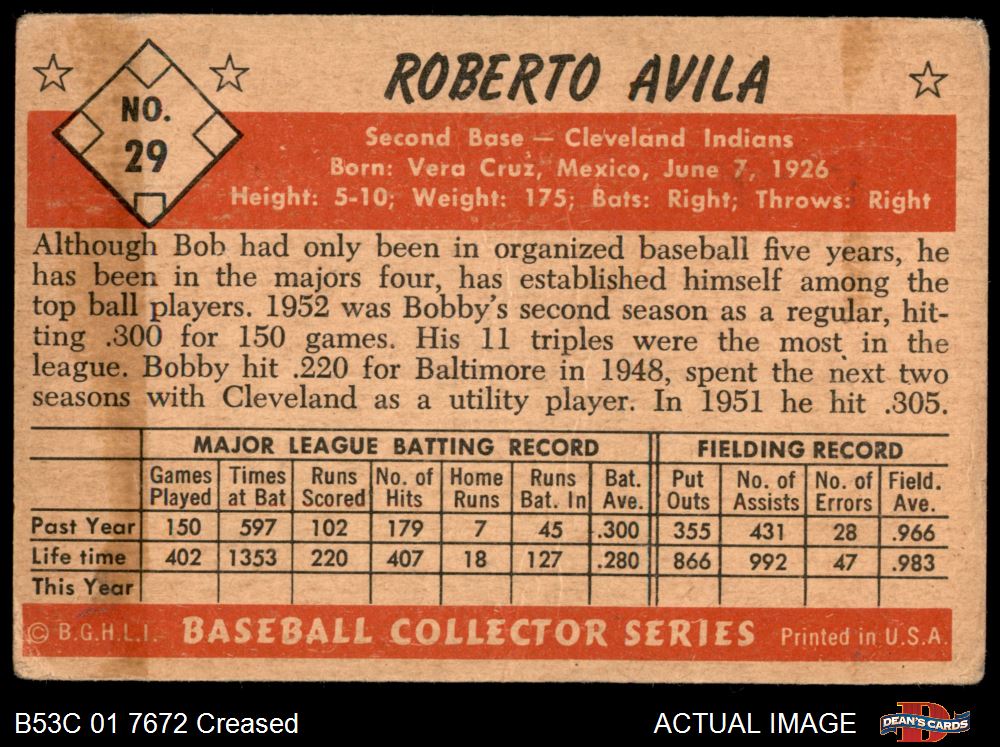 NO.
29
ROBERTO AVILA
Second Base — Cleveland Indians
Born: Vera Cruz, Mexico, June 7, 1926
Height: 5-10; Weight: 175; Bats: Right; Throws: Right
Although Bob had only been in organized baseball five years, he
has been in the majors four, has established himself among the
top ball players. 1952 was Bobby's second season as a regular, hit-
ting .300 for 150 games. His 11 triples were the most in the
league. Bobby hit .220 for Baltimore in 1948, spent the next two
seasons with Cleveland as a utility player. In 1951 he hit .305.
MAJOR LEAGUE BATTING RECORD FIELDING RECORD
Games Times Runs No. of Home Runs Bat. Put No. of No. of Field.
Played at Bat Scored Hits Runs Bat. In Ave. Outs Assists Errors Ave.
Past Year 150 597 102 179 7 45 .300 355 431 28 .966
Life time 402 1353 220 407 18 127 .280 866 992 47 .983
This Year
© B.G.H.L.I. BASEBALL COLLECTOR SERIES Printed in U.S.A.
B53C 01 7672 Creased ACTUAL IMAGE DEAN'S CARDS